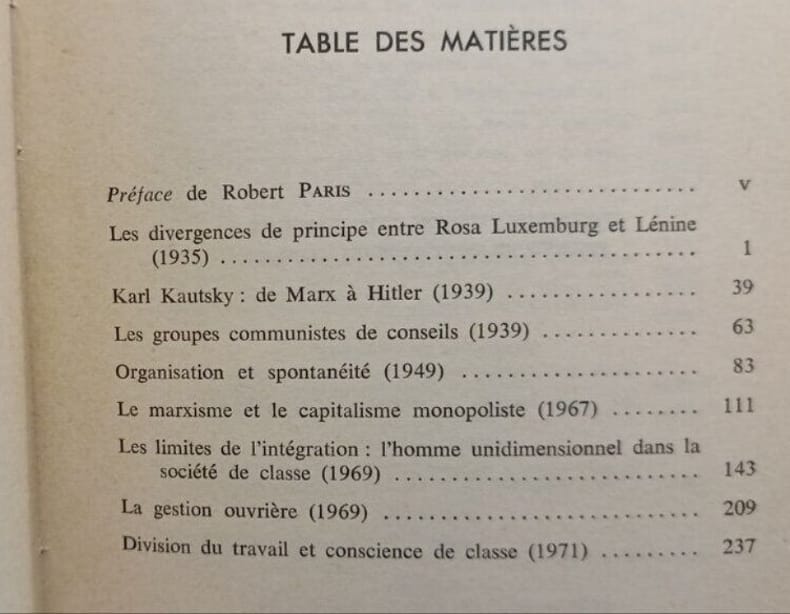 TABLE DES MATIÈRES
Préface de Robert PARIS .............................. V
Les divergences de principe entre Rosa Luxemburg et Lénine
(1935) ........................................... 1
Karl Kautsky : de Marx à Hitler (1939) ................. 39
Les groupes communistes de conseils (1939) .............. 63
Organisation et spontanéité (1949) ..................... 83
Le marxisme et le capitalisme monopoliste (1967) ........ 111
Les limites de l'intégration : l'homme unidimensionnel dans la
société de classe (1969) ........................... 143
La gestion ouvrière (1969) ............................. 209
Division du travail et conscience de classe (1971) ......... 237